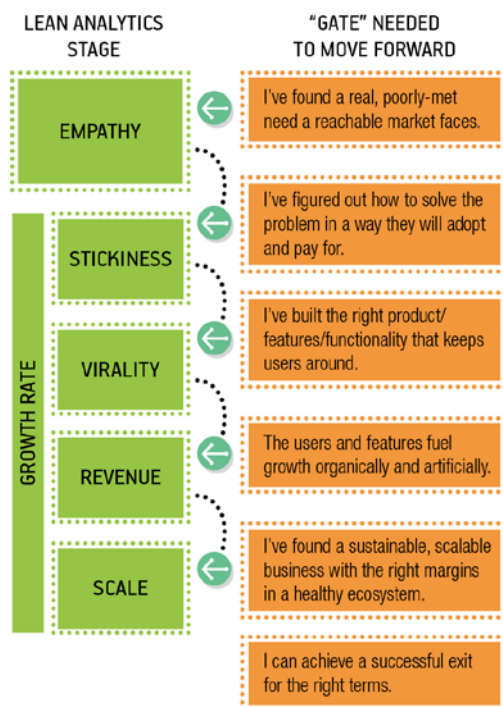 LEAN ANALYTICS
STAGE
“GATE” NEEDED
TO MOVE FORWARD
EMPATHY
I've found a real, poorly-met
need a reachable market faces.
I've figured out how to solve the
problem in a way they will adopt
and pay for.
GROWTH RATE
STICKINESS
I've built the right product/
features/functionality that keeps
users around.
VIRALITY
The users and features fuel
growth organically and artificially.
REVENUE
I've found a sustainable, scalable
business with the right margins
in a healthy ecosystem.
SCALE
I can achieve a successful exit
for the right terms.